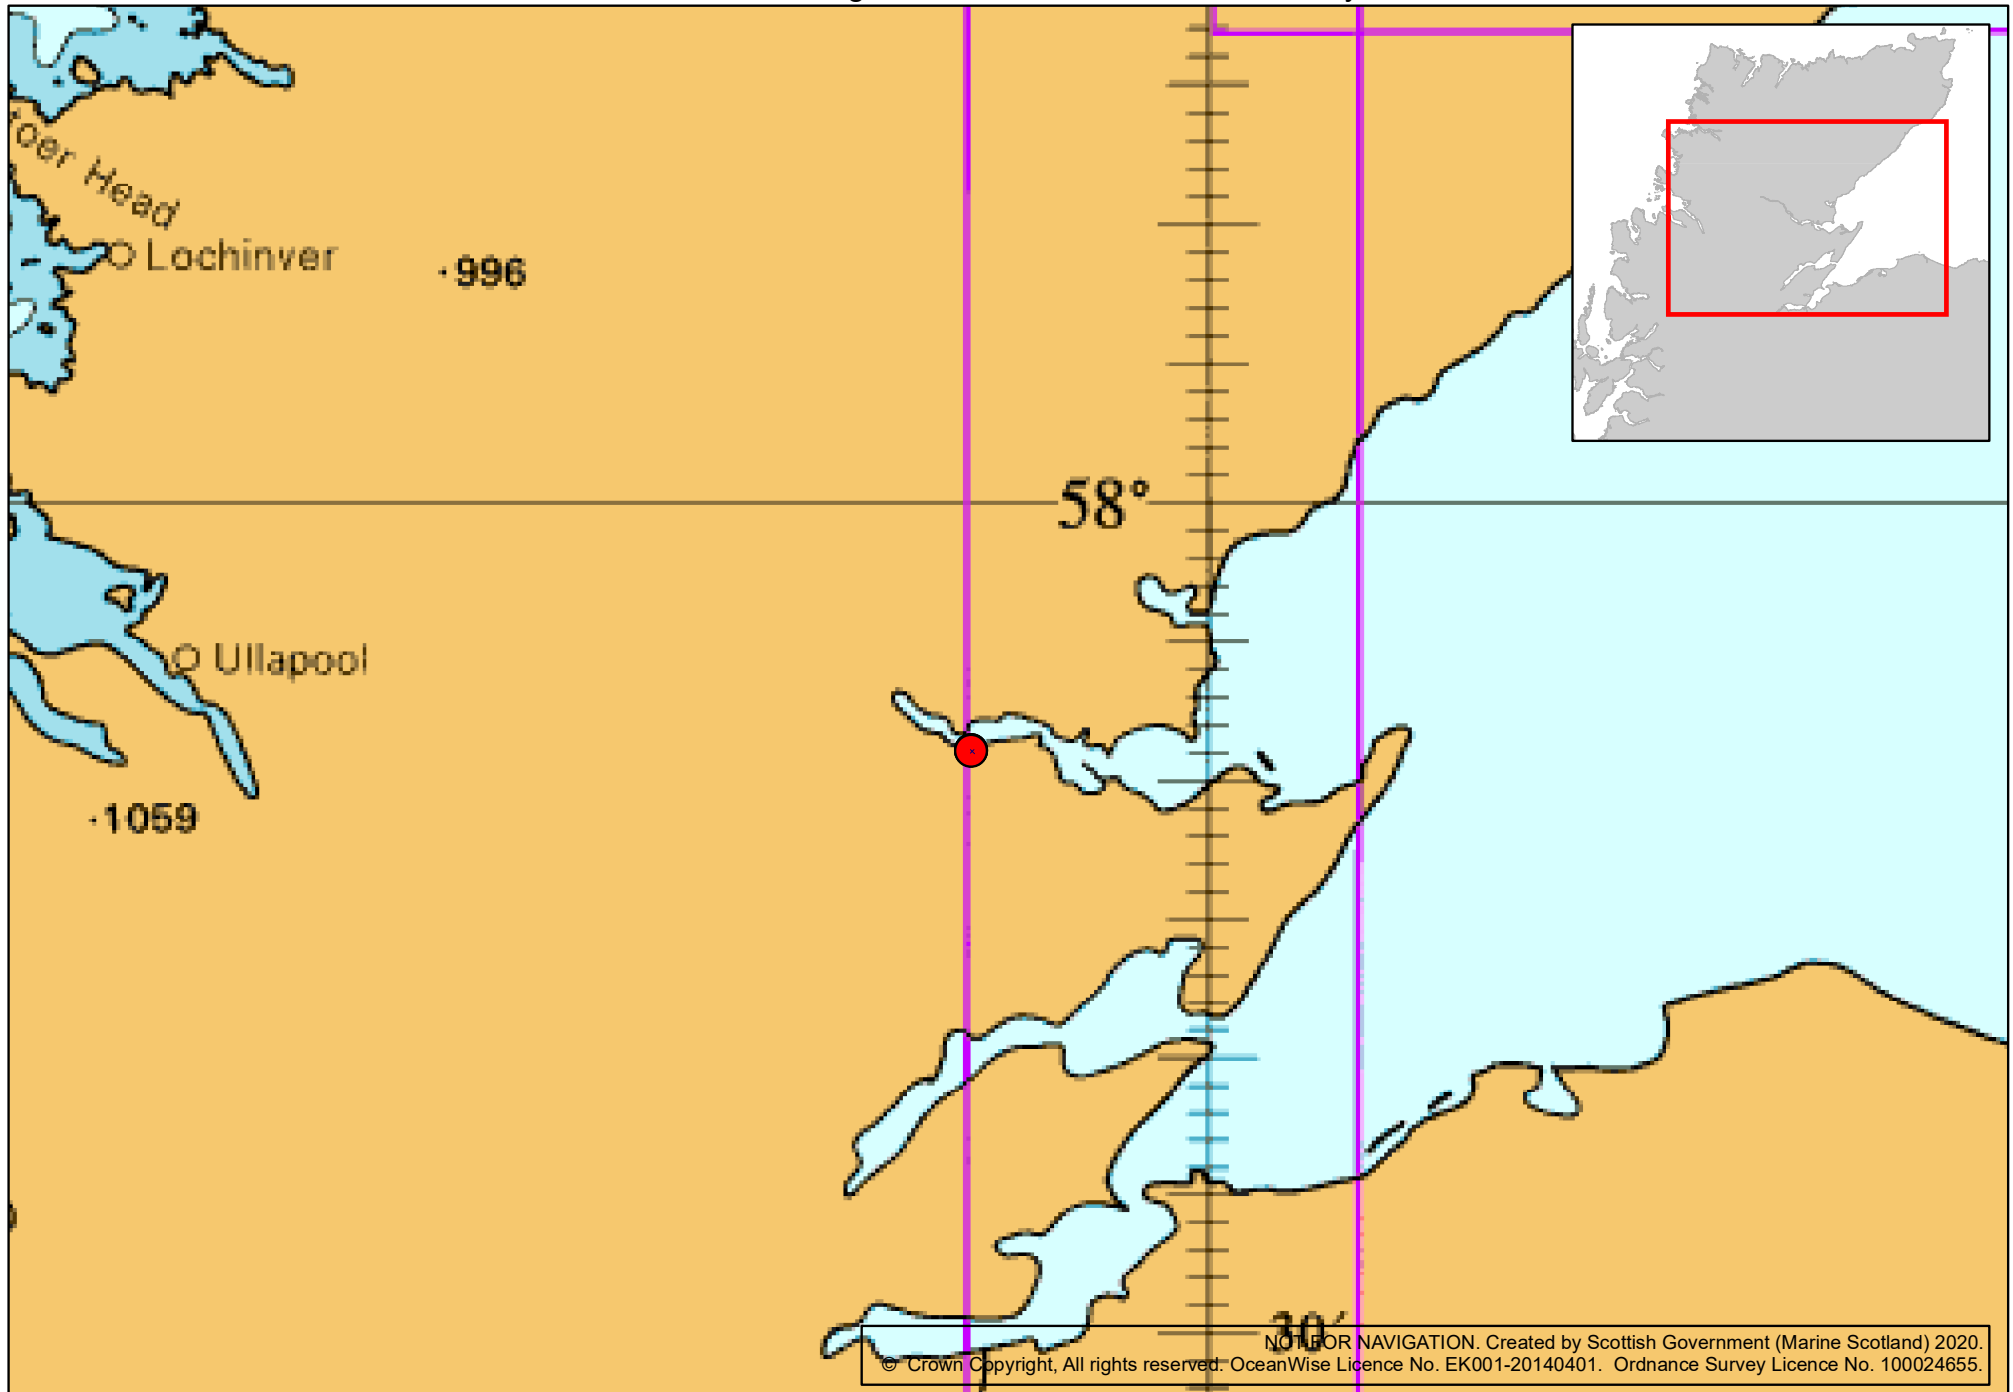 Head
Lochinver
996
58°
Ullapool
1059
30′
NOT FOR NAVIGATION. Created by Scottish Government (Marine Scotland) 2020.
© Crown Copyright, All rights reserved. OceanWise Licence No. EK001-20140401. Ordnance Survey Licence No. 100024655.